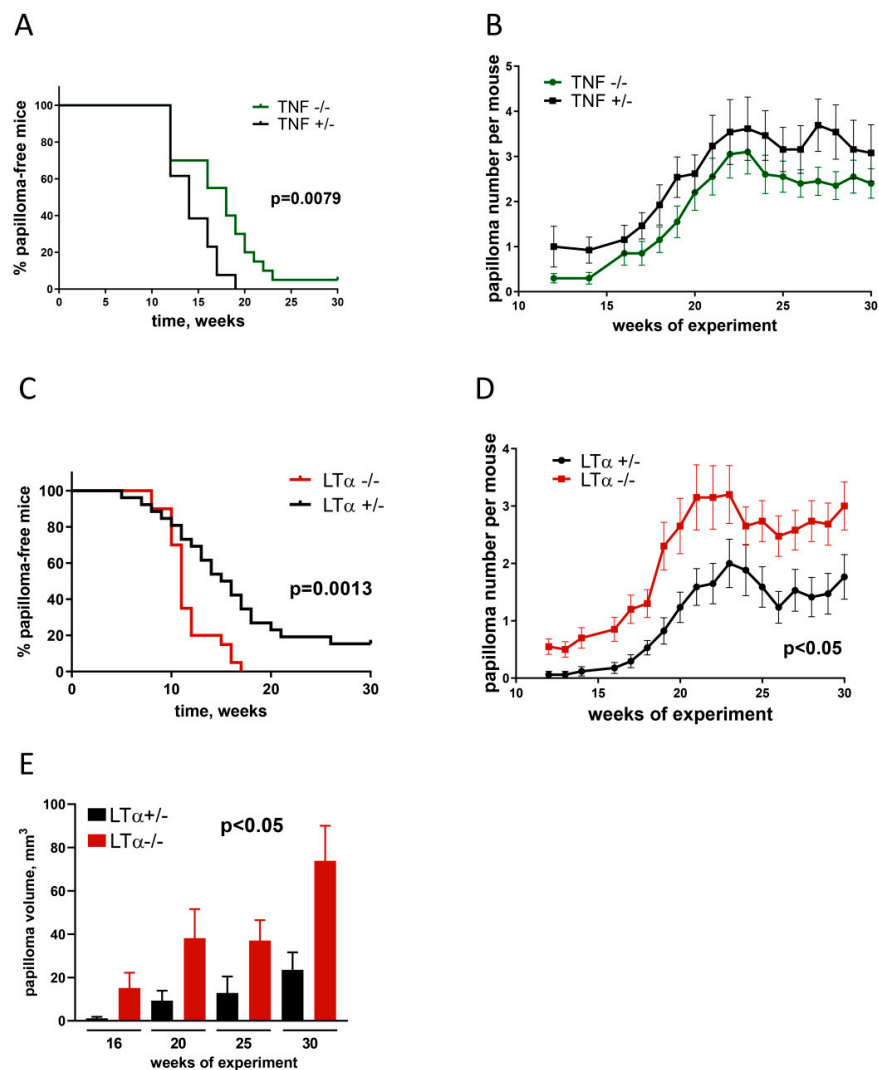 A
TNF -/-
TNF +/-
p=0.0079
100
80
60
40
20
0
0 5 10 15 20 25 30
% papilloma-free mice
time, weeks
B
TNF -/-
TNF +/-
5
4
3
2
1
0
10 15 20 25 30
papilloma number per mouse
weeks of experiment
C
LTα -/-
LTα +/-
p=0.0013
100
80
60
40
20
0
0 10 20 30
% papilloma-free mice
time, weeks
D
LTα +/-
LTα -/-
4
3
2
1
0
p<0.05
10 15 20 25 30
papilloma number per mouse
weeks of experiment
E
LTα+/-
LTα-/-
p<0.05
100
80
60
40
20
0
16 20 25 30
papilloma volume, mm³
weeks of experiment